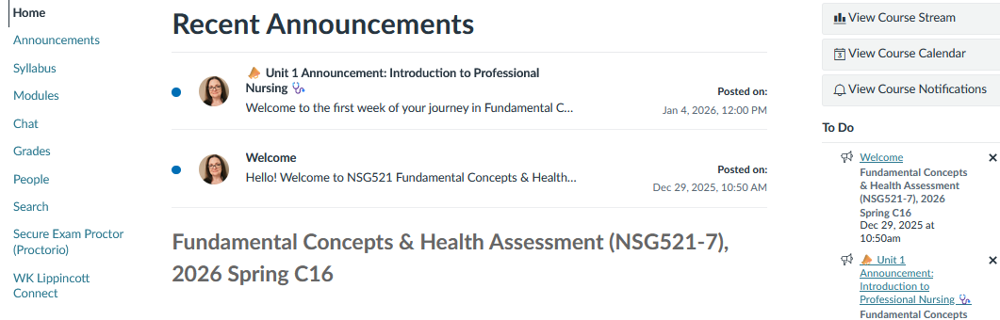 Home
Announcements
Syllabus
Modules
Chat
Grades
People
Search
Secure Exam Proctor
(Proctorio)
WK Lippincott
Connect
Recent Announcements
Unit 1 Announcement: Introduction to Professional
Nursing
Welcome to the first week of your journey in Fundamental C...
Posted on:
Jan 4, 2026, 12:00 PM
Welcome
Hello! Welcome to NSG521 Fundamental Concepts & Health...
Posted on:
Dec 29, 2025, 10:50 AM
Fundamental Concepts & Health Assessment (NSG521-7),
2026 Spring C16
View Course Stream
3 View Course Calendar
View Course Notifications
To Do
Welcome
Fundamental Concepts
& Health Assessment
(NSG521-7), 2026
Spring C16
Dec 29, 2025 at
10:50am
Unit 1
Announcement:
Introduction to
Professional Nursing
Fundamental Concepts